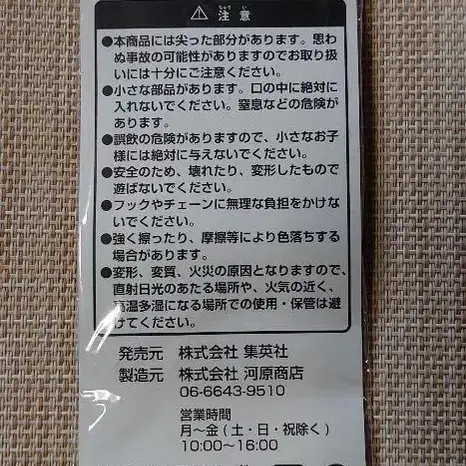 ⚠ 注意
●本商品には尖った部分があります。思わ
ぬ事故の可能性がありますのでお取り扱
いには十分にご注意ください。
●小さな部品があります。口の中に絶対に
入れないでください。窒息などの危険が
あります。
●誤飲の危険がありますので、小さなお子
様には絶対に与えないでください。
●安全のため、壊れたり、変形したもので
遊ばないでください。
●フックやチェーンに無理な負担をかけな
いでください。
●強く擦ったり、摩擦等により色落ちする
場合があります。
●変形、変質、火災の原因となりますので、
直射日光のあたる場所や、火気の近く、
高温多湿になる場所での使用・保管は避
けてください。
発売元 株式会社 集英社
製造元 株式会社 河原商店
06-6643-9510
営業時間
月〜金(土・日・祝除く)
10:00〜16:00